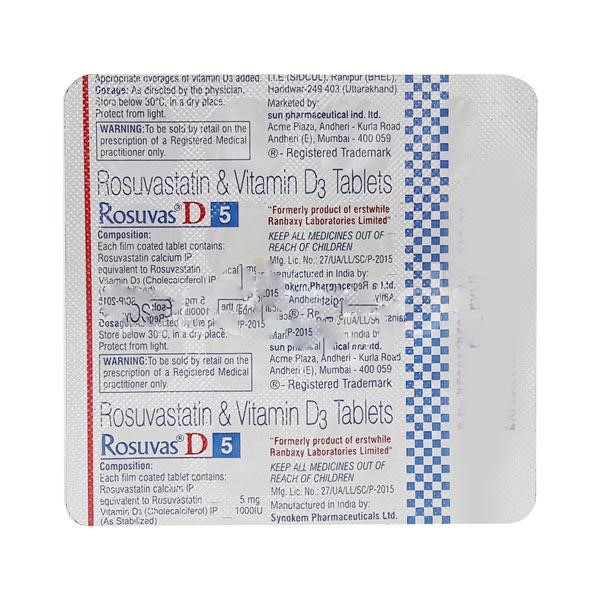 Appropriate overages of vitamin D3 added.
Dosage: As directed by the physician.
Store below 30°C, in a dry place.
Protect from light.
WARNING: To be sold by retail on the
prescription of a Registered Medical
practitioner only.
I.I.E (SIDCUL), Ranipur (BHEL),
Haridwar-249 403 (Uttarakhand)
Marketed by:
sun pharmaceutical ind. ltd.
Acme Plaza, Andheri - Kurla Road
Andheri (E), Mumbai - 400 059
® - Registered Trademark
Rosuvastatin & Vitamin D3 Tablets
Rosuvas® D 5
Composition:
Each film coated tablet contains:
Rosuvastatin calcium IP
equivalent to Rosuvastatin
Vitamin D3 (Cholecalciferol) IP
"Formerly product of erstwhile
Ranbaxy Laboratories Limited"
KEEP ALL MEDICINES OUT OF
REACH OF CHILDREN
Mfg. Lic. No.: 27/UA/LL/SC/P-2015
Manufactured in India by:
Store below 30°C, in a dry place.
Protect from light.
WARNING: To be sold by retail on the
prescription of a Registered Medical
practitioner only.
Acme Plaza, Andheri - Kurla Road
Andheri (E), Mumbai - 400 059
® - Registered Trademark
Rosuvastatin & Vitamin D3 Tablets
Rosuvas® D 5
Composition:
Each film coated tablet contains:
Rosuvastatin calcium IP
equivalent to Rosuvastatin 5 mg
Vitamin D3 (Cholecalciferol) IP 1000IU
(As Stabilized)
"Formerly product of erstwhile
Ranbaxy Laboratories Limited"
KEEP ALL MEDICINES OUT OF
REACH OF CHILDREN
Mfg. Lic. No.: 27/UA/LL/SC/P-2015
Manufactured in India by:
Synokem Pharmaceuticals Ltd.